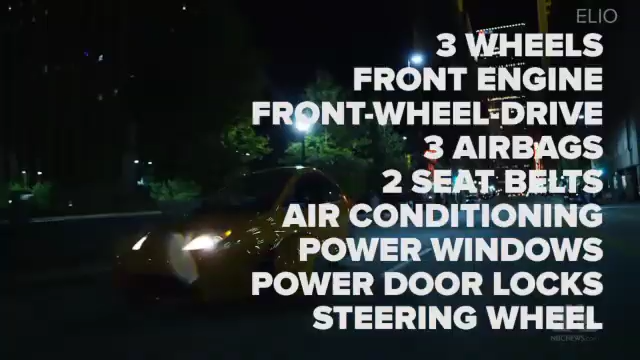 ELIO
3 WHEELS
FRONT ENGINE
FRONT-WHEEL-DRIVE
3 AIRBAGS
2 SEAT BELTS
AIR CONDITIONING
POWER WINDOWS
POWER DOOR LOCKS
STEERING WHEEL